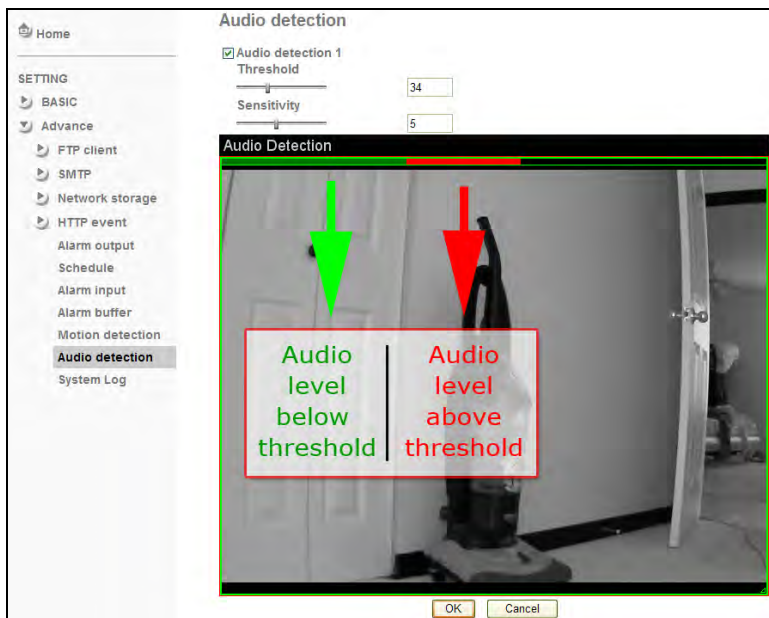 Home
SETTING
BASIC
Advance
FTP client
SMTP
Network storage
HTTP event
Alarm output
Schedule
Alarm input
Alarm buffer
Motion detection
Audio detection
System Log
Audio detection
Audio detection 1
Threshold
34
Sensitivity
5
Audio Detection
Audio
level
below
threshold
Audio
level
above
threshold
OK
Cancel